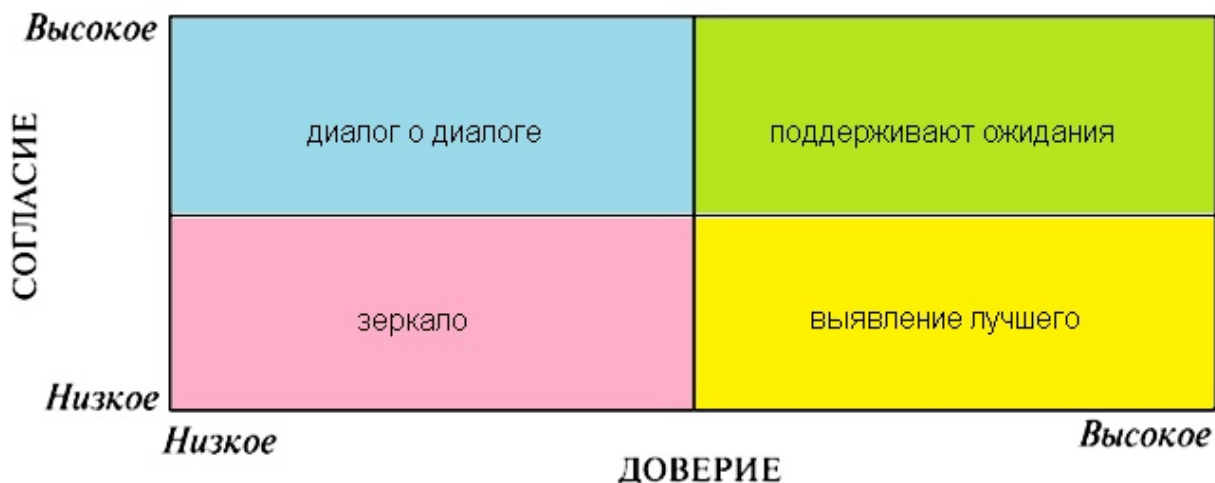 Высокое
диалог о диалоге
поддерживают ожидания
СОГЛАСИЕ
зеркало
выявление лучшего
Низкое
Низкое
Высокое
ДОВЕРИЕ